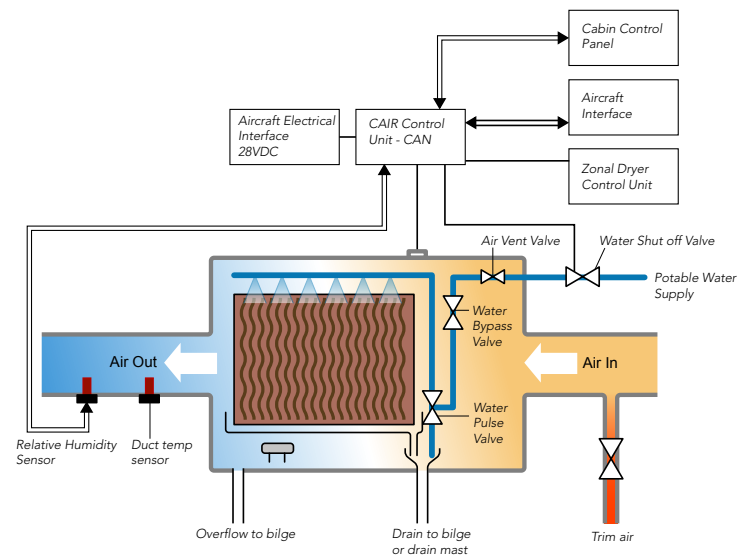 Cabin Control
Panel
Aircraft Electrical
Interface
28VDC
CAIR Control
Unit - CAN
Aircraft
Interface
Zonal Dryer
Control Unit
Air Vent Valve
Water Shut off Valve
Potable Water
Supply
Water
Bypass
Valve
Air Out
Air In
Relative Humidity
Sensor
Duct temp
sensor
Water
Pulse
Valve
Overflow to bilge
Drain to bilge
or drain mast
Trim air